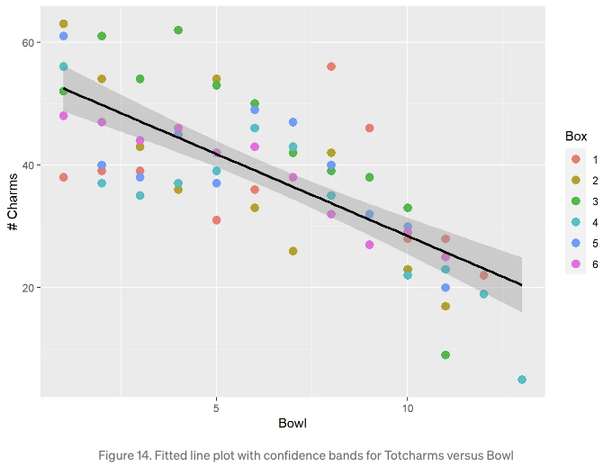 60
40
20
# Charms
5
10
Bowl
Box
1
2
3
4
5
6
Figure 14. Fitted line plot with confidence bands for Totcharms versus Bowl